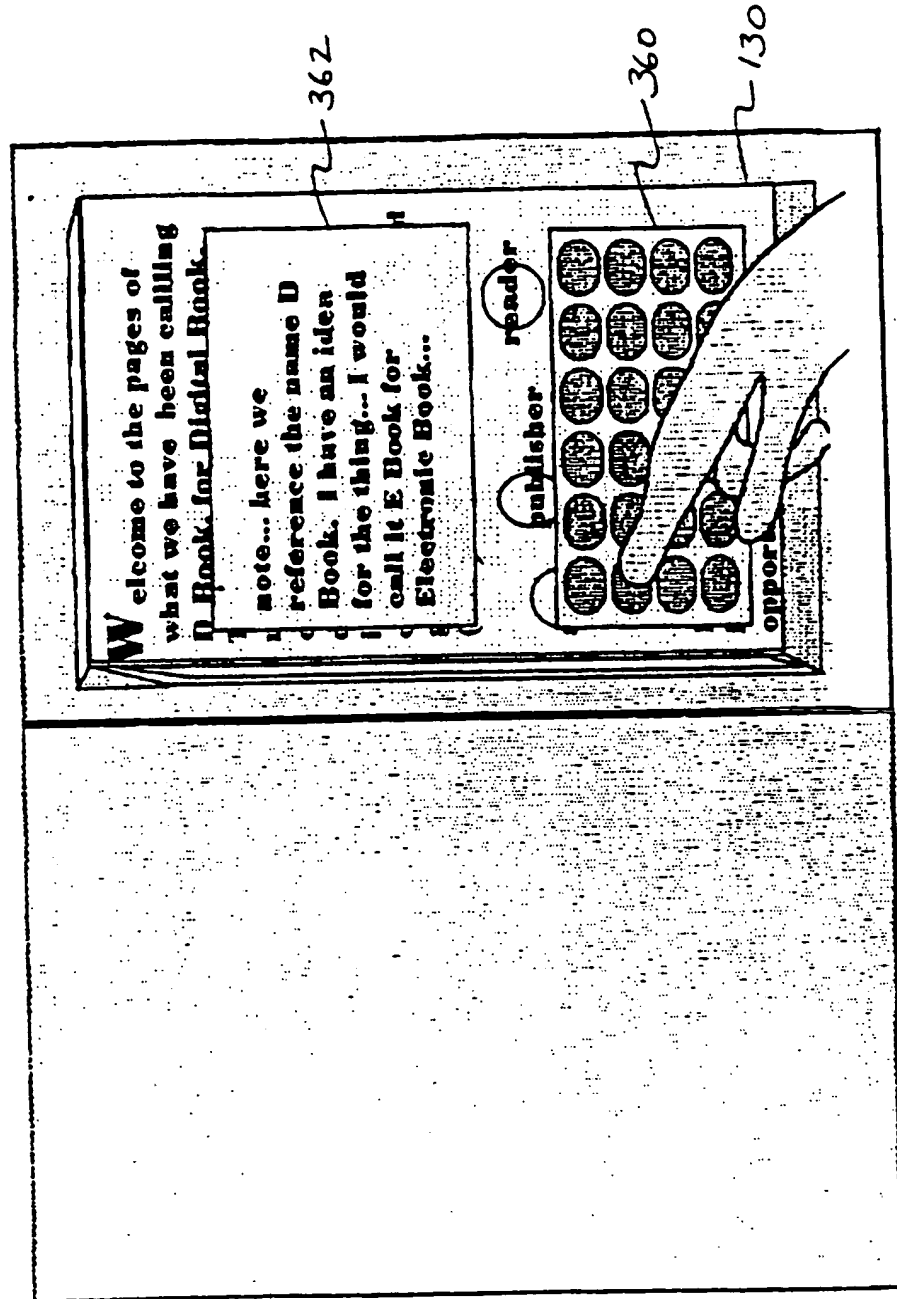 Welcome to the pages of
what we have been callling
D Book, for Digital Book.
note... here we
reference the name D
Book. I have an idea
for the thing... I would
call it E Book for
Electronic Book...
publisher
reader
oppor
362
360
130